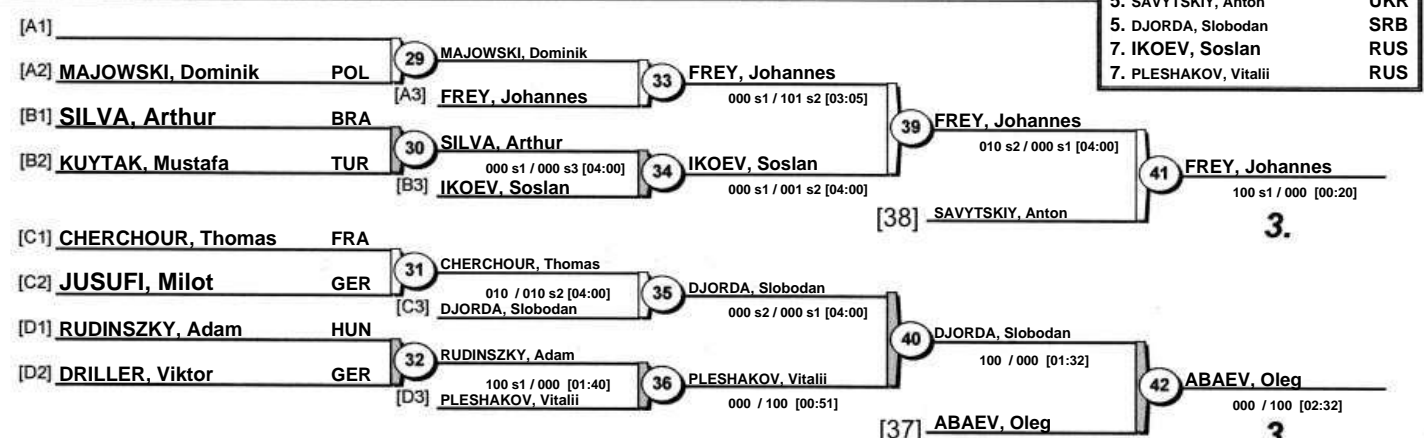 5. SAVYTSKIY, Anton UKR
5. DJORDA, Slobodan SRB
7. IKOEV, Soslan RUS
7. PLESHAKOV, Vitalii RUS
[A1]
[A2] MAJOWSKI, Dominik POL
29
MAJOWSKI, Dominik
[A3] FREY, Johannes
33
FREY, Johannes
000 s1 / 101 s2 [03:05]
[B1] SILVA, Arthur BRA
[B2] KUYTAK, Mustafa TUR
30
SILVA, Arthur
000 s1 / 000 s3 [04:00]
[B3] IKOEV, Soslan
34
IKOEV, Soslan
000 s1 / 001 s2 [04:00]
39
FREY, Johannes
010 s2 / 000 s1 [04:00]
[38] SAVYTSKIY, Anton
41
FREY, Johannes
100 s1 / 000 [00:20]
3.
[C1] CHERCHOUR, Thomas FRA
[C2] JUSUFI, Milot GER
31
CHERCHOUR, Thomas
010 / 010 s2 [04:00]
[C3] DJORDA, Slobodan
35
DJORDA, Slobodan
000 s2 / 000 s1 [04:00]
[D1] RUDINSZKY, Adam HUN
[D2] DRILLER, Viktor GER
32
RUDINSZKY, Adam
100 s1 / 000 [01:40]
[D3] PLESHAKOV, Vitalii
36
PLESHAKOV, Vitalii
000 / 100 [00:51]
40
DJORDA, Slobodan
100 / 000 [01:32]
[37] ABAEV, Oleg
42
ABAEV, Oleg
000 / 100 [02:32]
3